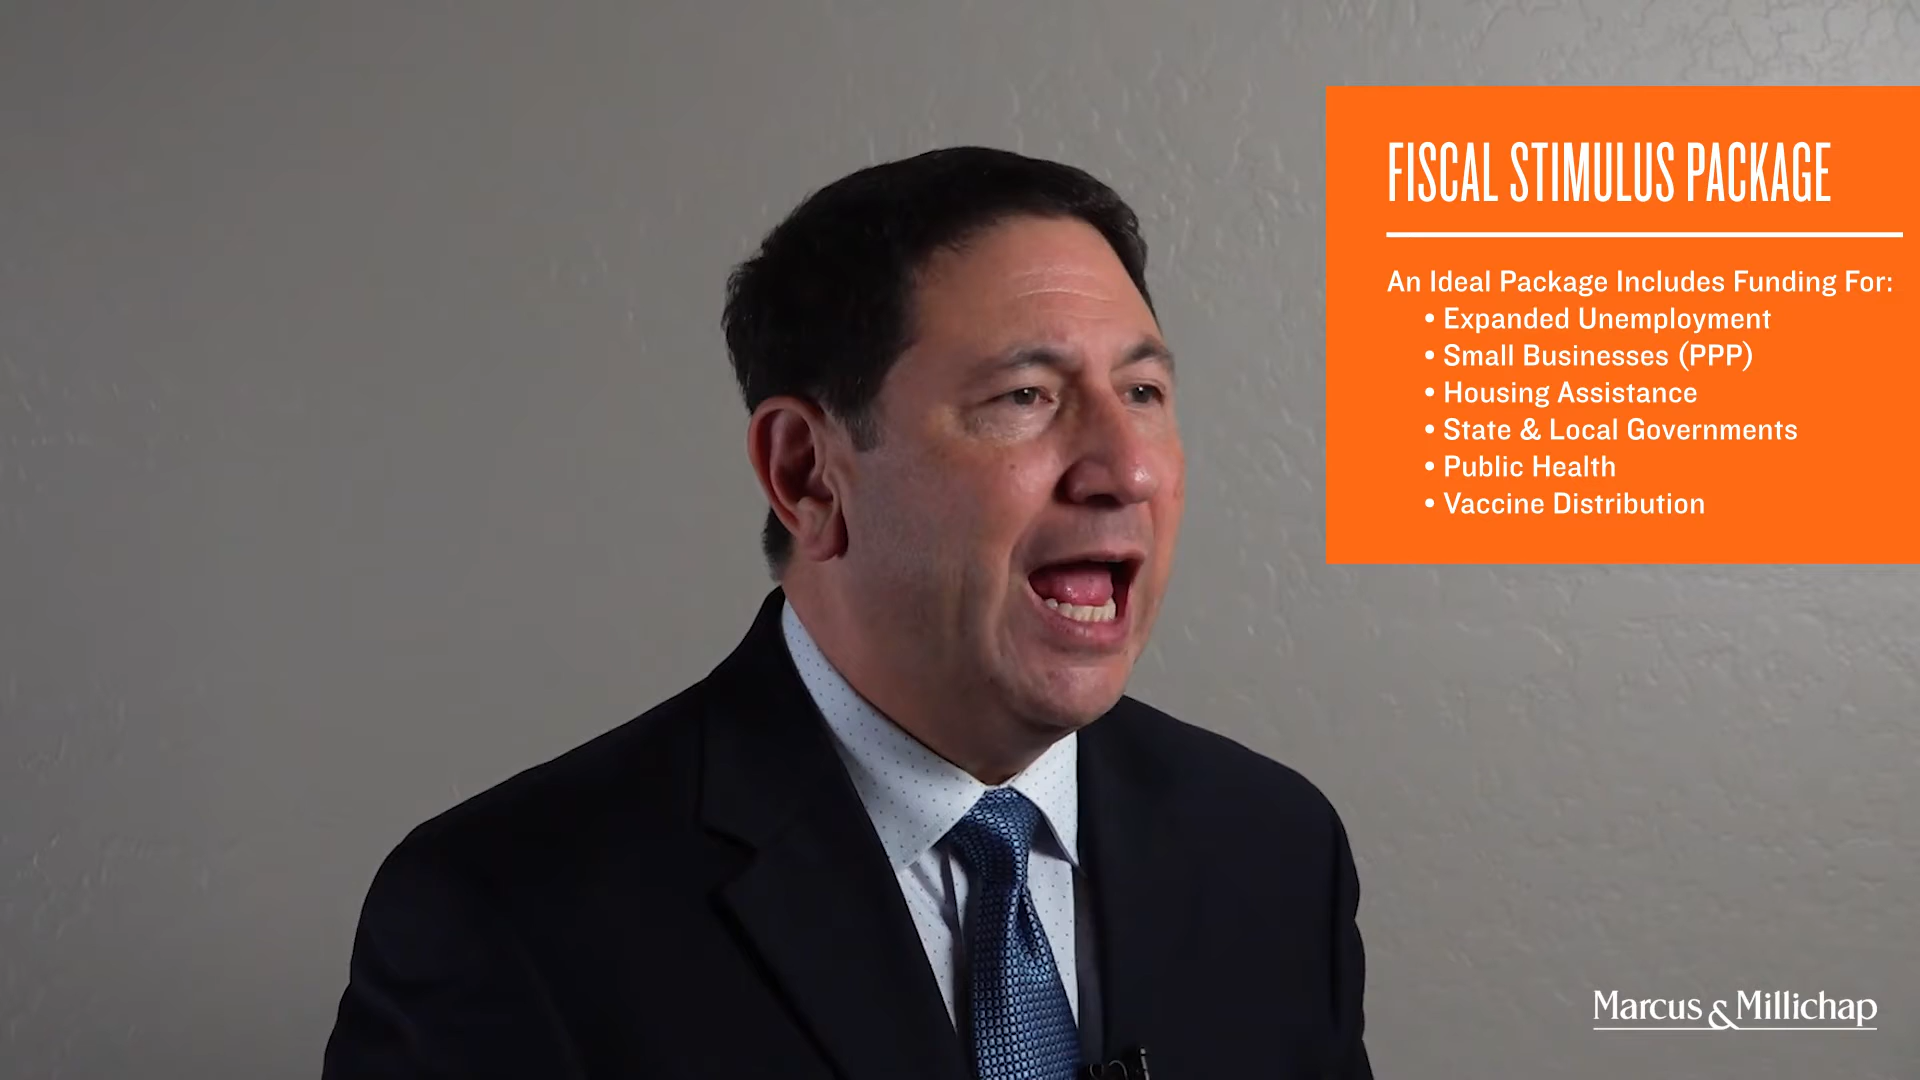 FISCAL STIMULUS PACKAGE
An Ideal Package Includes Funding For:
• Expanded Unemployment
• Small Businesses (PPP)
• Housing Assistance
• State & Local Governments
• Public Health
• Vaccine Distribution
Marcus & Millichap